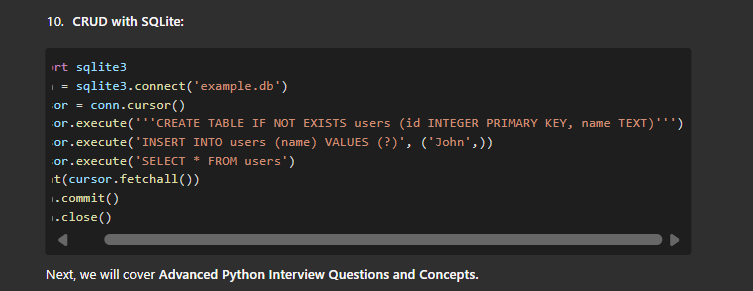 10. CRUD with SQLite:
rt sqlite3
= sqlite3.connect('example.db')
or = conn.cursor()
or.execute('''CREATE TABLE IF NOT EXISTS users (id INTEGER PRIMARY KEY, name TEXT)''')
or.execute('INSERT INTO users (name) VALUES (?)', ('John',))
or.execute('SELECT * FROM users')
t(cursor.fetchall())
.commit()
.close()
Next, we will cover Advanced Python Interview Questions and Concepts.